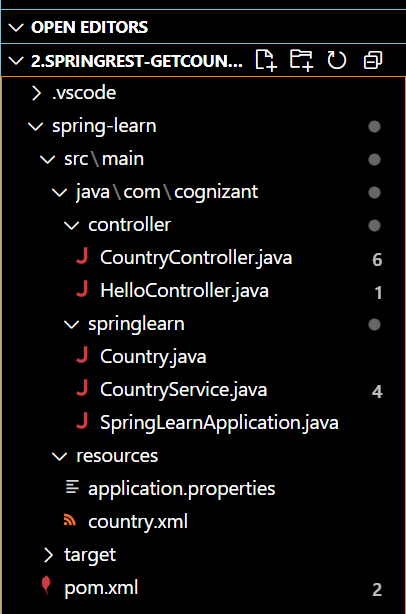 OPEN EDITORS
2.SPRINGREST-GETCOUN...
.vscode
spring-learn
src\main
java\com\cognizant
controller
CountryController.java 6
HelloController.java 1
springlearn
Country.java
CountryService.java 4
SpringLearnApplication.java
resources
application.properties
country.xml
target
pom.xml 2